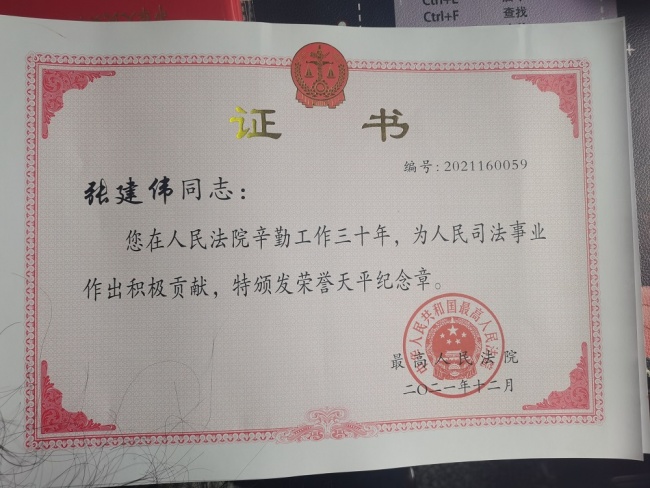 Ctrl+F 查找
证书
编号:2021160059
张建伟同志：
您在人民法院辛勤工作三十年，为人民司法事业
作出积极贡献，特颁发荣誉天平纪念章。
中华人民共和国最高人民法院
最高人民法院
二〇二一年十二月